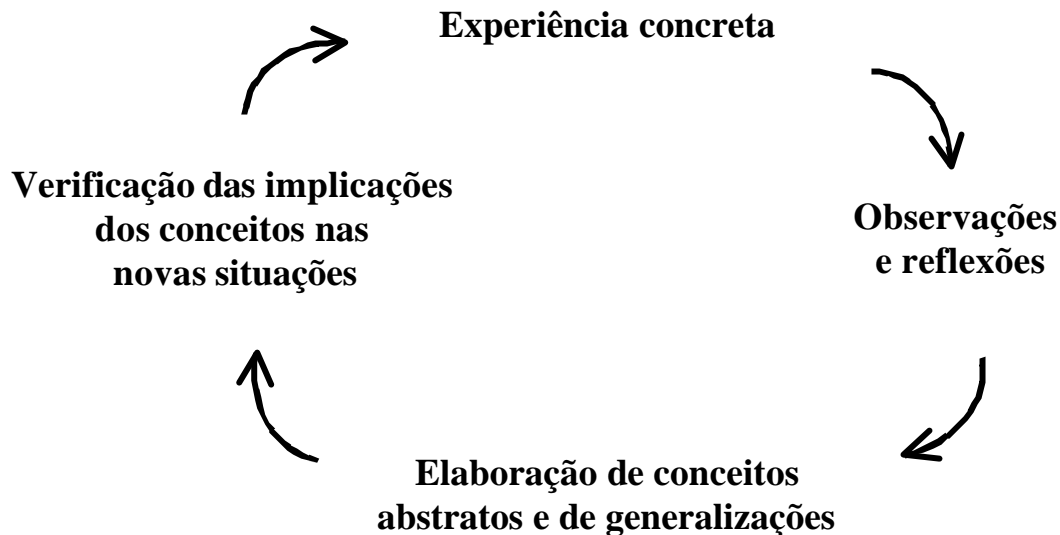 Experiência concreta
Observações
e reflexões
Elaboração de conceitos
abstratos e de generalizações
Verificação das implicações
dos conceitos nas
novas situações